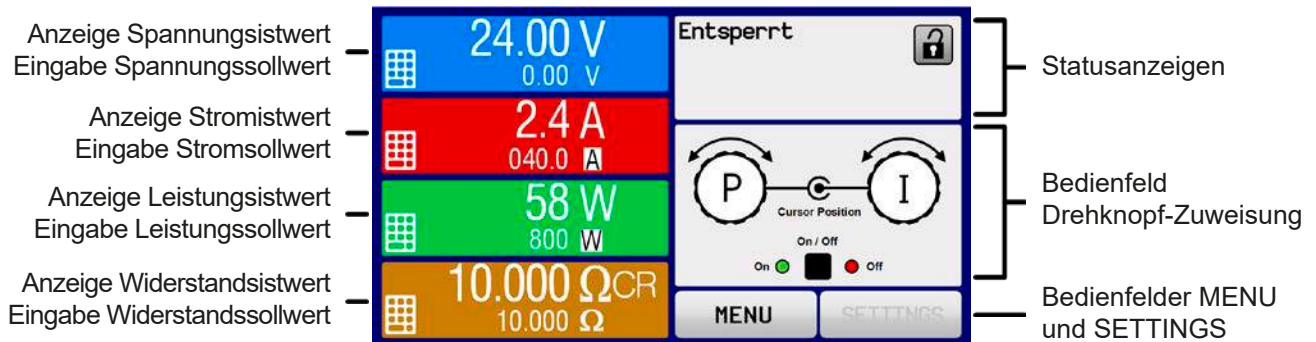 Anzeige Spannungsistwert
Eingabe Spannungssollwert
Anzeige Stromistwert
Eingabe Stromsollwert
Anzeige Leistungsistwert
Eingabe Leistungssollwert
Anzeige Widerstandsistwert
Eingabe Widerstandssollwert
24.00 V
0.00 V
2.4 A
040.0 A
58 W
800 W
10.000 ΩCR
10.000 Ω
Entsperrt
P
I
Cursor Position
On / Off
On
Off
MENU
SETTINGS
Statusanzeigen
Bedienfeld
Drehknopf-Zuweisung
Bedienfelder MENU
und SETTINGS